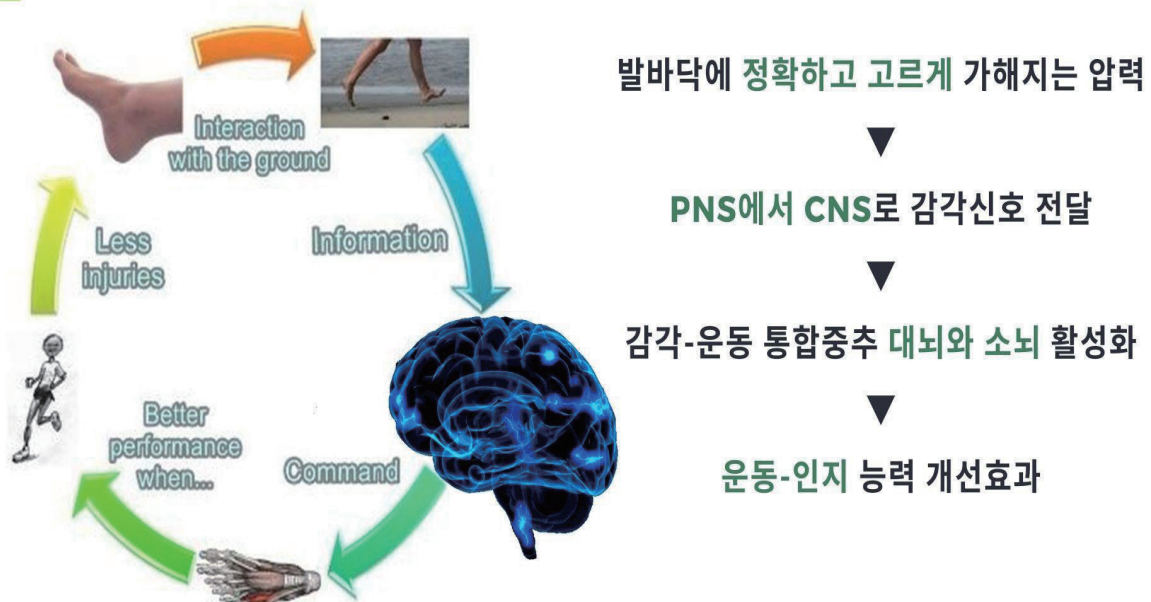 Interaction
with the ground
Information
Command
Better
performance
when...
Less
injuries
발바닥에 정확하고 고르게 가해지는 압력
▼
PNS에서 CNS로 감각신호 전달
▼
감각-운동 통합중추 대뇌와 소뇌 활성화
▼
운동-인지 능력 개선효과